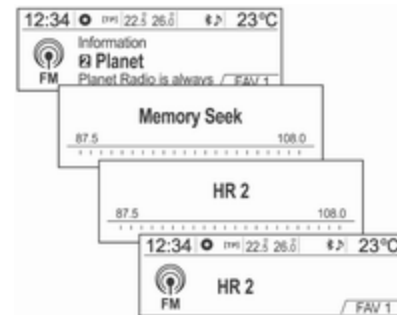 12:34 [TP] 22.5 26.0 23°C
Information
2 Planet
FM Planet Radio is always FAV 1
Memory Seek
87.5 108.0
HR 2
87.5 108.0
12:34 [TP] 22.5 26.0 23°C
HR 2
FM
FAV 1